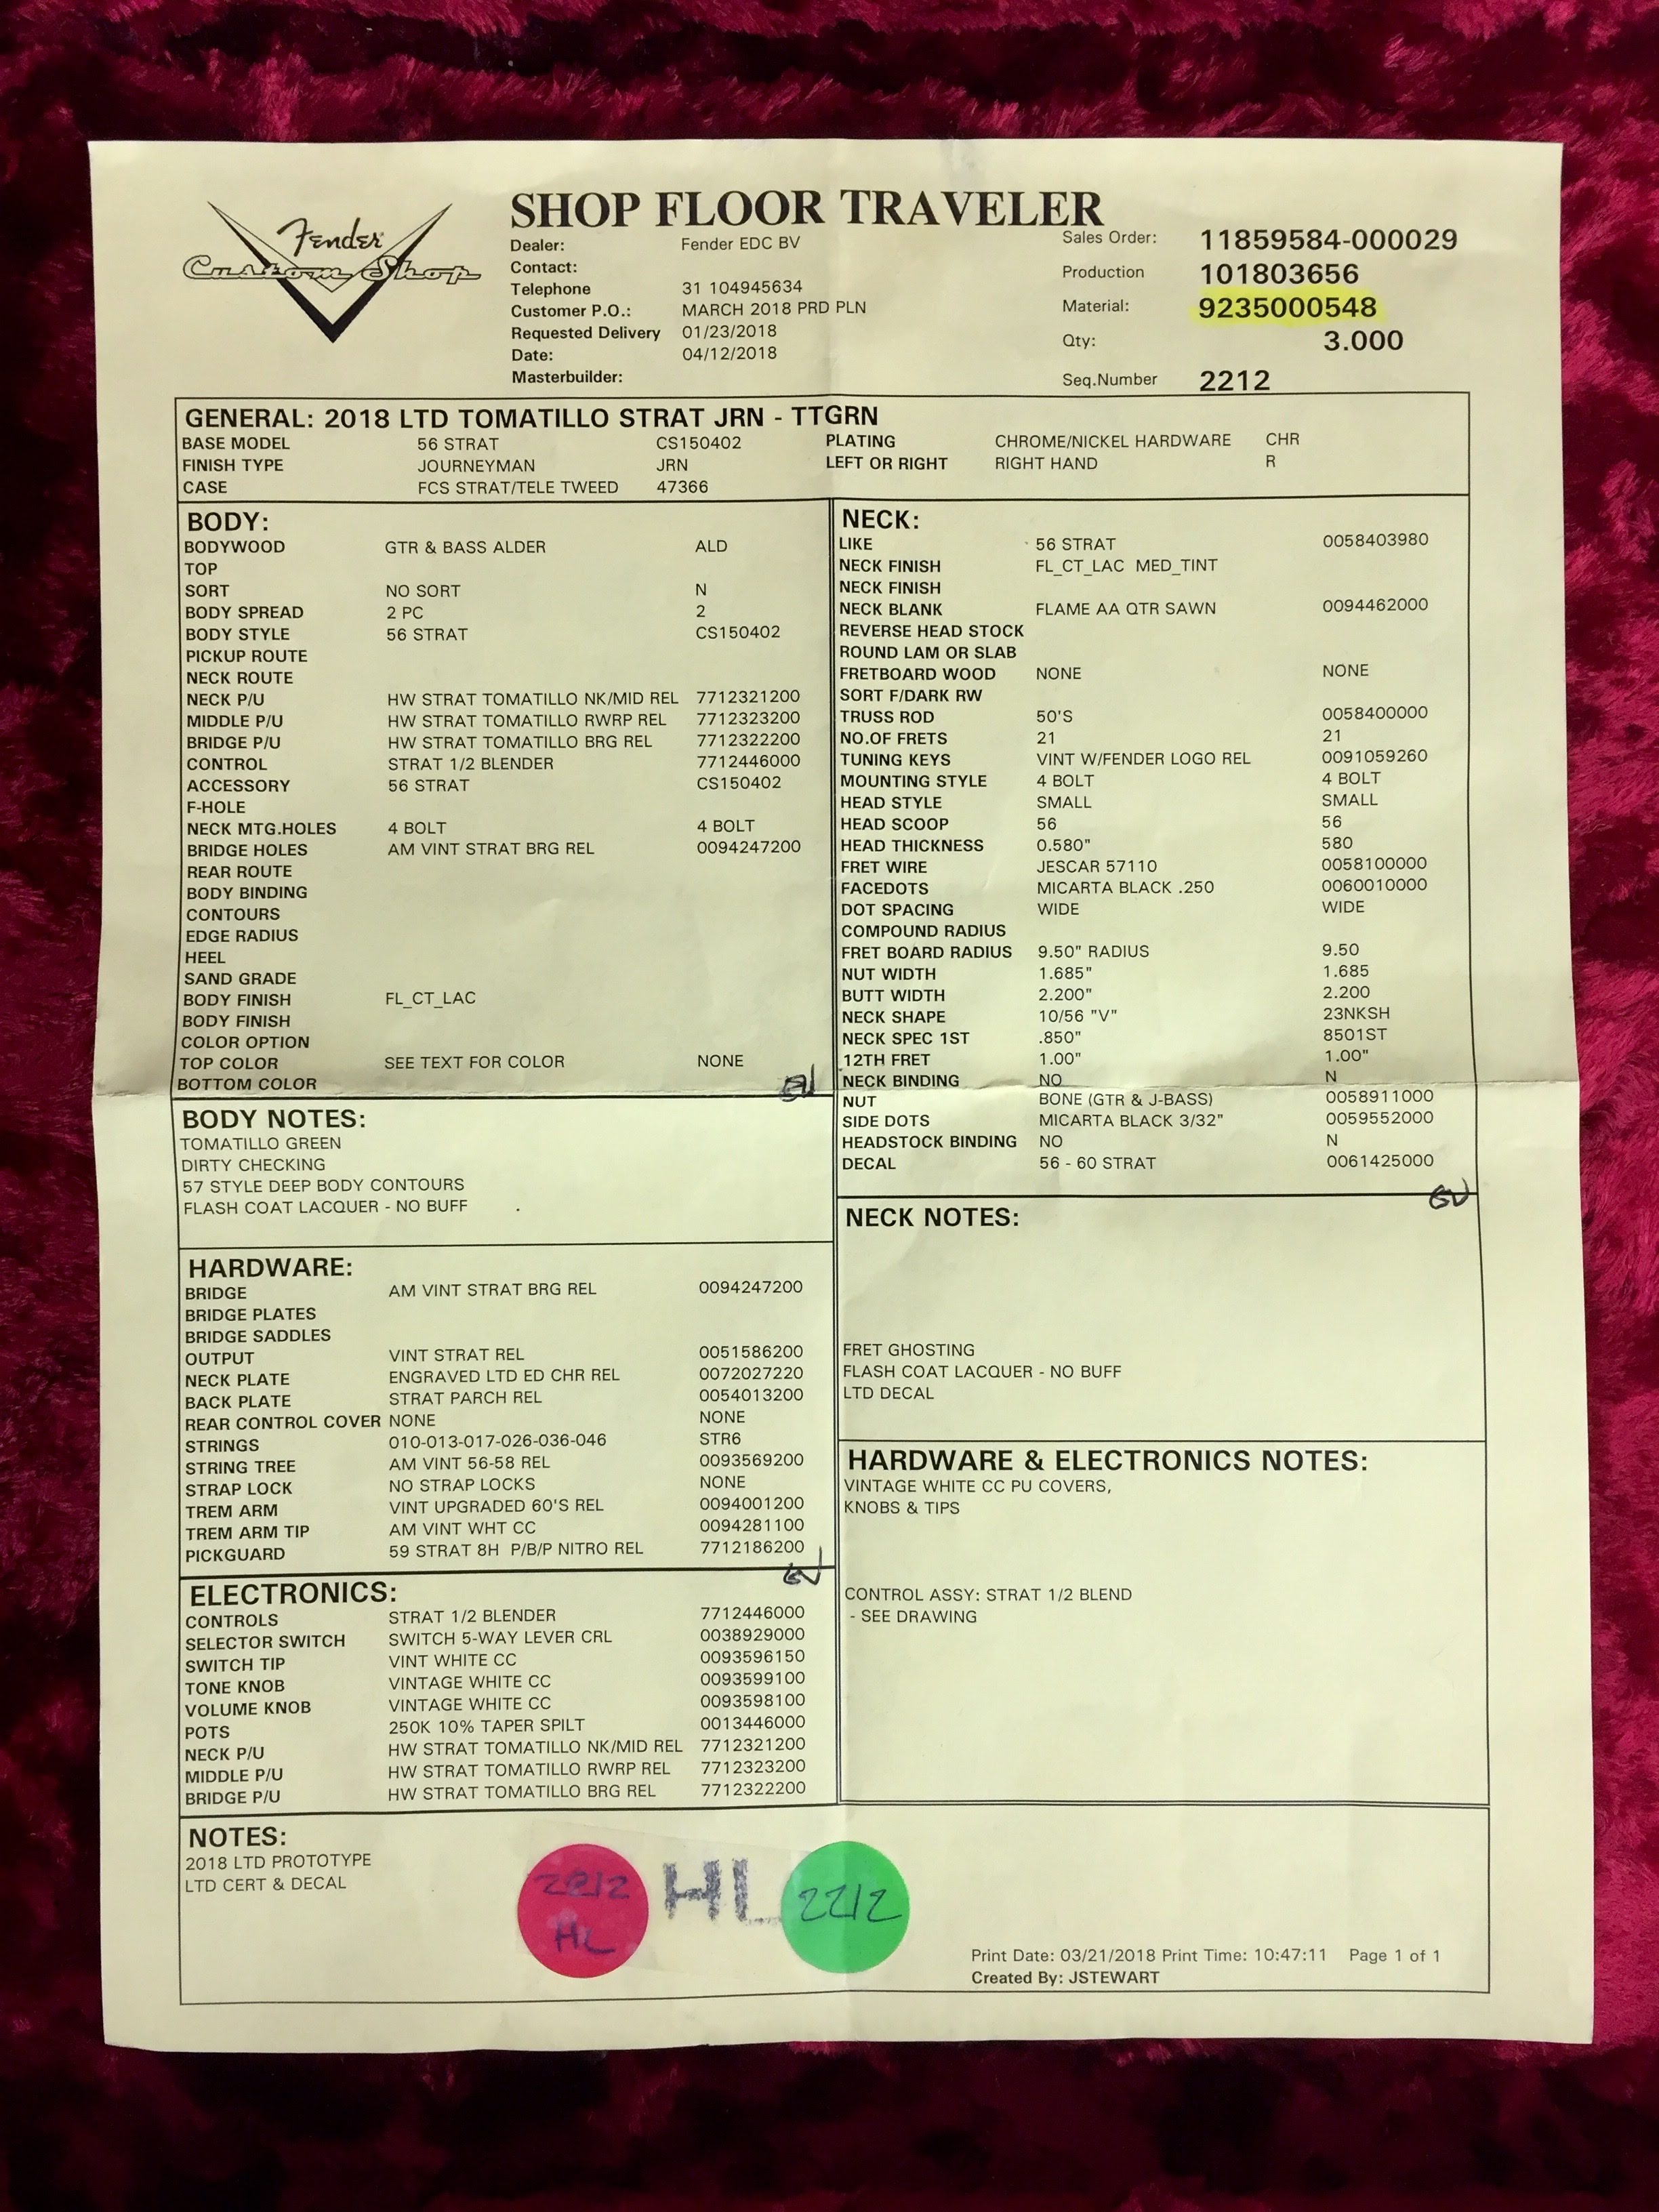 Fender
Custom Shop
SHOP FLOOR TRAVELER
Dealer: Fender EDC BV
Contact:
Telephone 31 104945634
Customer P.O.: MARCH 2018 PRD PLN
Requested Delivery 01/23/2018
Date: 04/12/2018
Masterbuilder:
Sales Order: 11859584-000029
Production 101803656
Material: 9235000548
Qty: 3.000
Seq.Number 2212
GENERAL: 2018 LTD TOMATILLO STRAT JRN - TTGRN
BASE MODEL 56 STRAT CS150402 PLATING CHROME/NICKEL HARDWARE CHR
FINISH TYPE JOURNEYMAN JRN LEFT OR RIGHT RIGHT HAND R
CASE FCS STRAT/TELE TWEED 47366
BODY:
BODYWOOD GTR & BASS ALDER ALD
TOP
SORT NO SORT N
BODY SPREAD 2 PC 2
BODY STYLE 56 STRAT CS150402
PICKUP ROUTE
NECK ROUTE
NECK P/U HW STRAT TOMATILLO NK/MID REL 7712321200
MIDDLE P/U HW STRAT TOMATILLO RWRP REL 7712323200
BRIDGE P/U HW STRAT TOMATILLO BRG REL 7712322200
CONTROL STRAT 1/2 BLENDER 7712446000
ACCESSORY 56 STRAT CS150402
F-HOLE
NECK MTG.HOLES 4 BOLT 4 BOLT
BRIDGE HOLES AM VINT STRAT BRG REL 0094247200
REAR ROUTE
BODY BINDING
CONTOURS
EDGE RADIUS
HEEL
SAND GRADE
BODY FINISH FL_CT_LAC
BODY FINISH
COLOR OPTION
TOP COLOR SEE TEXT FOR COLOR NONE
BOTTOM COLOR
BODY NOTES:
TOMATILLO GREEN
DIRTY CHECKING
57 STYLE DEEP BODY CONTOURS
FLASH COAT LACQUER - NO BUFF
HARDWARE:
BRIDGE AM VINT STRAT BRG REL 0094247200
BRIDGE PLATES
BRIDGE SADDLES
OUTPUT VINT STRAT REL 0051586200
NECK PLATE ENGRAVED LTD ED CHR REL 0072027220
BACK PLATE STRAT PARCH REL 0054013200
REAR CONTROL COVER NONE NONE
STRINGS 010-013-017-026-036-046 STR6
STRING TREE AM VINT 56-58 REL 0093569200
STRAP LOCK NO STRAP LOCKS NONE
TREM ARM VINT UPGRADED 60'S REL 0094001200
TREM ARM TIP AM VINT WHT CC 0094281100
PICKGUARD 59 STRAT 8H P/B/P NITRO REL 7712186200
ELECTRONICS:
CONTROLS STRAT 1/2 BLENDER 7712446000
SELECTOR SWITCH SWITCH 5-WAY LEVER CRL 0038929000
SWITCH TIP VINT WHITE CC 0093596150
TONE KNOB VINTAGE WHITE CC 0093599100
VOLUME KNOB VINTAGE WHITE CC 0093598100
POTS 250K 10% TAPER SPILT 0013446000
NECK P/U HW STRAT TOMATILLO NK/MID REL 7712321200
MIDDLE P/U HW STRAT TOMATILLO RWRP REL 7712323200
BRIDGE P/U HW STRAT TOMATILLO BRG REL 7712322200
NECK:
LIKE 56 STRAT 0058403980
NECK FINISH FL_CT_LAC MED_TINT
NECK FINISH
NECK BLANK FLAME AA QTR SAWN 0094462000
REVERSE HEAD STOCK
ROUND LAM OR SLAB
FRETBOARD WOOD NONE NONE
SORT F/DARK RW
TRUSS ROD 50'S 0058400000
NO.OF FRETS 21 21
TUNING KEYS VINT W/FENDER LOGO REL 0091059260
MOUNTING STYLE 4 BOLT 4 BOLT
HEAD STYLE SMALL SMALL
HEAD SCOOP 56 56
HEAD THICKNESS 0.580" 580
FRET WIRE JESCAR 57110 0058100000
FACEDOTS MICARTA BLACK .250 0060010000
DOT SPACING WIDE WIDE
COMPOUND RADIUS
FRET BOARD RADIUS 9.50" RADIUS 9.50
NUT WIDTH 1.685" 1.685
BUTT WIDTH 2.200" 2.200
NECK SHAPE 10/56 "V" 23NKSH
NECK SPEC 1ST .850" 8501ST
12TH FRET 1.00" 1.00"
NECK BINDING NO N
NUT BONE (GTR & J-BASS) 0058911000
SIDE DOTS MICARTA BLACK 3/32" 0059552000
HEADSTOCK BINDING NO N
DECAL 56 - 60 STRAT 0061425000
NECK NOTES:
FRET GHOSTING
FLASH COAT LACQUER - NO BUFF
LTD DECAL
HARDWARE & ELECTRONICS NOTES:
VINTAGE WHITE CC PU COVERS,
KNOBS & TIPS
CONTROL ASSY: STRAT 1/2 BLEND
- SEE DRAWING
NOTES:
2018 LTD PROTOTYPE
LTD CERT & DECAL
2212
HL
HL
2212
Print Date: 03/21/2018 Print Time: 10:47:11 Page 1 of 1
Created By: JSTEWART